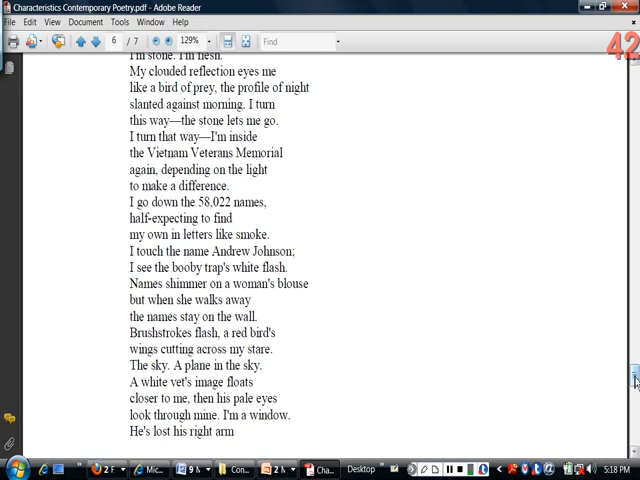 Characteristics Contemporary Poetry.pdf - Adobe Reader
File Edit View Document Tools Window Help
6 / 7 129% Find
42
I'm stone. I'm flesh.
My clouded reflection eyes me
like a bird of prey, the profile of night
slanted against morning. I turn
this way—the stone lets me go.
I turn that way—I'm inside
the Vietnam Veterans Memorial
again, depending on the light
to make a difference.
I go down the 58,022 names,
half-expecting to find
my own in letters like smoke.
I touch the name Andrew Johnson;
I see the booby trap's white flash.
Names shimmer on a woman's blouse
but when she walks away
the names stay on the wall.
Brushstrokes flash, a red bird's
wings cutting across my stare.
The sky. A plane in the sky.
A white vet's image floats
closer to me, then his pale eyes
look through mine. I'm a window.
He's lost his right arm
2 F... Mic... 9 M... Con... 2 M... Cha... Desktop 5:18 PM